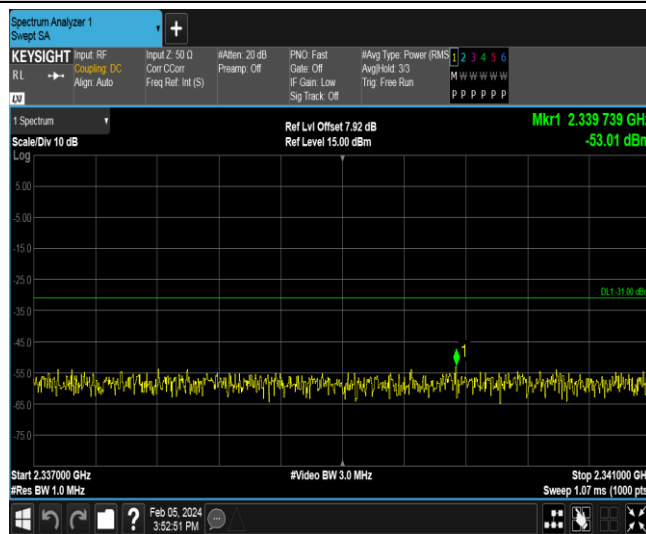 Spectrum Analyzer 1
Swept SA
+
KEYSIGHT Input: RF Input Z: 50 Ω #Atten: 20 dB PNO: Fast #Avg Type: Power (RMS 1 2 3 4 5 6
RL Coupling: DC Corr CCorr Preamp: Off Gate: Off Avg|Hold: 3/3 M W W W W W
Align: Auto Freq Ref: Int (S) IF Gain: Low Trig: Free Run
LXI Sig Track: Off P P P P P P
1 Spectrum Ref Lvl Offset 7.92 dB Mkr1 2.339 739 GHz
Scale/Div 10 dB Ref Level 15.00 dBm -53.01 dBm
Log
5.00
-5.00
-15.0
-25.0
DL1 -31.00 dBm
-35.0
-45.0
1
-55.0
-65.0
-75.0
Start 2.337000 GHz #Video BW 3.0 MHz Stop 2.341000 GHz
#Res BW 1.0 MHz Sweep 1.07 ms (1000 pts
? Feb 05, 2024
3:52:51 PM